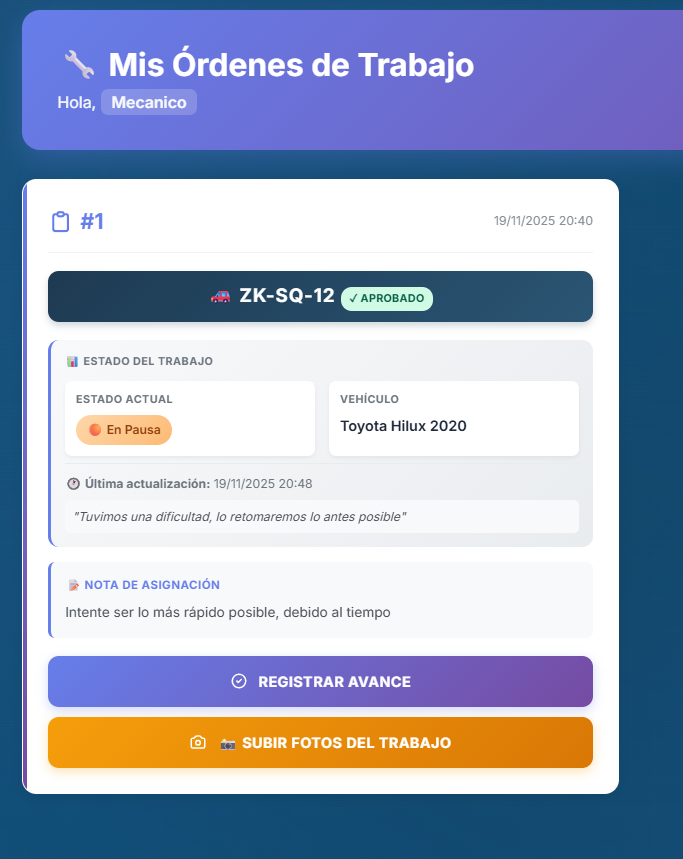 Mis Órdenes de Trabajo
Hola, Mecanico
#1
19/11/2025 20:40
ZK-SQ-12 ✓ APROBADO
ESTADO DEL TRABAJO
ESTADO ACTUAL
En Pausa
VEHÍCULO
Toyota Hilux 2020
Última actualización: 19/11/2025 20:48
"Tuvimos una dificultad, lo retomaremos lo antes posible"
NOTA DE ASIGNACIÓN
Intente ser lo más rápido posible, debido al tiempo
REGISTRAR AVANCE
SUBIR FOTOS DEL TRABAJO